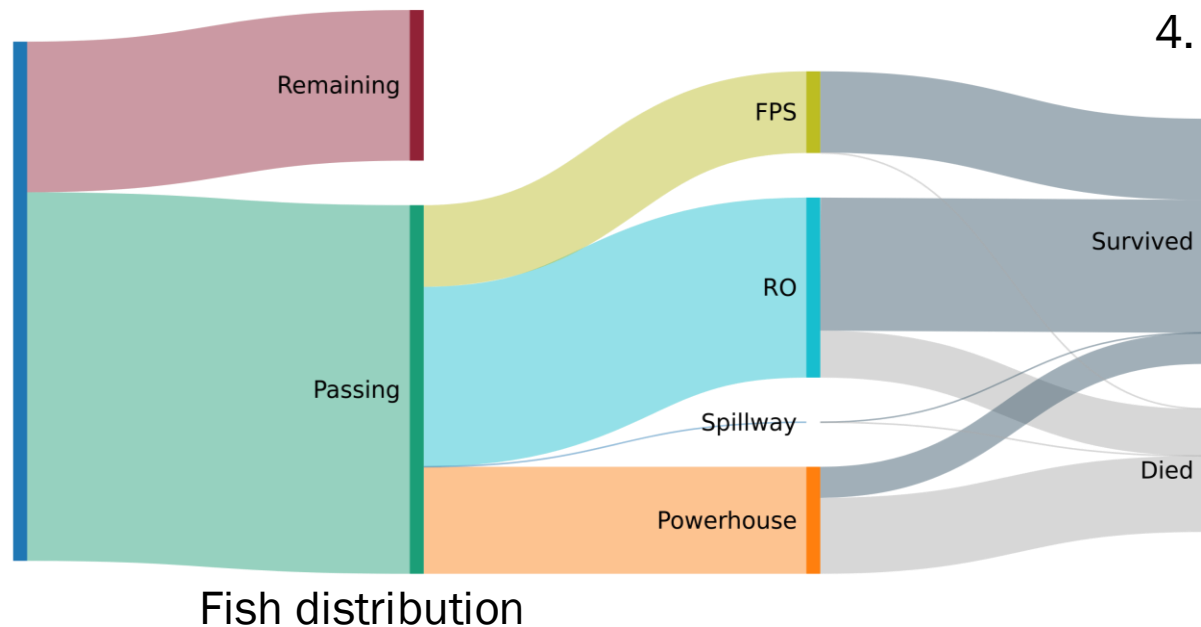 4.
Remaining
FPS
Survived
RO
Passing
Spillway
Died
Powerhouse
Fish distribution